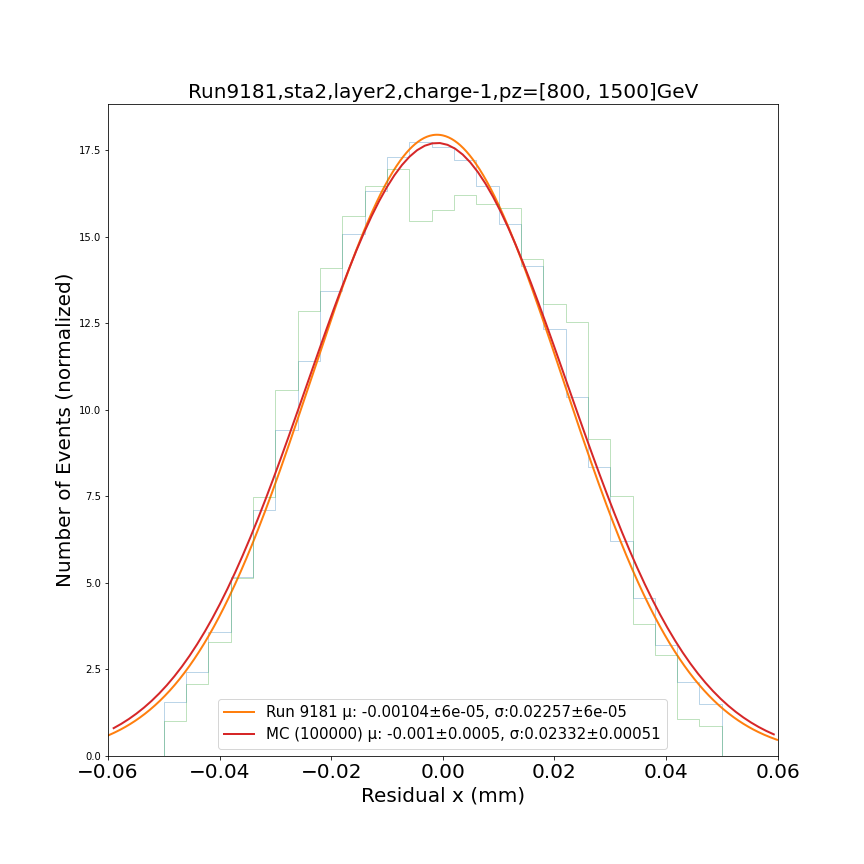 Run9181,sta2,layer2,charge-1,pz=[800, 1500]GeV
Number of Events (normalized)
17.5
15.0
12.5
10.0
7.5
5.0
2.5
0.0
Run 9181 μ: -0.00104±6e-05, σ:0.02257±6e-05
MC (100000) μ: -0.001±0.0005, σ:0.02332±0.00051
−0.06 −0.04 −0.02 0.00 0.02 0.04 0.06
Residual x (mm)